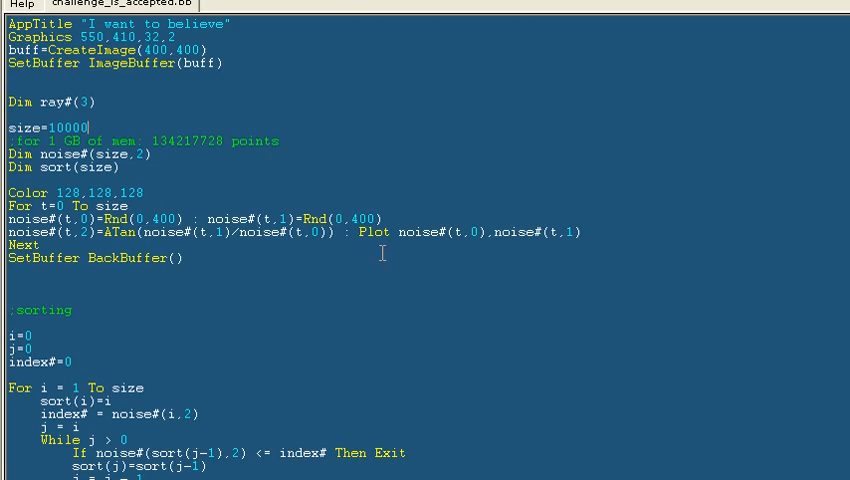 Help challenge_is_accepted.bb
AppTitle "I want to believe"
Graphics 550,410,32,2
buff=CreateImage(400,400)
SetBuffer ImageBuffer(buff)
Dim ray#(3)
size=10000
;for 1 GB of mem: 134217728 points
Dim noise#(size,2)
Dim sort(size)
Color 128,128,128
For t=0 To size
noise#(t,0)=Rnd(0,400) : noise#(t,1)=Rnd(0,400)
noise#(t,2)=ATan(noise#(t,1)/noise#(t,0)) : Plot noise#(t,0),noise#(t,1)
Next
SetBuffer BackBuffer()
;sorting
i=0
j=0
index#=0
For i = 1 To size
sort(i)=i
index# = noise#(i,2)
j = i
While j > 0
If noise#(sort(j-1),2) <= index# Then Exit
sort(j)=sort(j-1)
j = j - 1